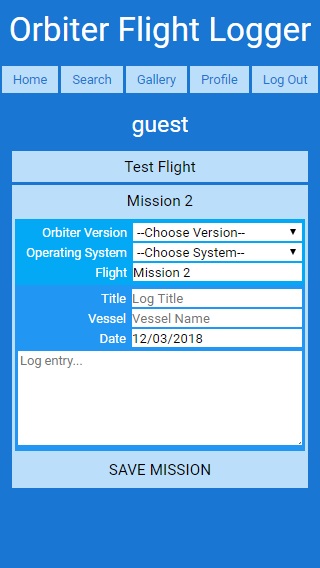 Orbiter Flight Logger
Home Search Gallery Profile Log Out
guest
Test Flight
Mission 2
Orbiter Version --Choose Version--
Operating System --Choose System--
Flight Mission 2
Title Log Title
Vessel Vessel Name
Date 12/03/2018
Log entry...
SAVE MISSION